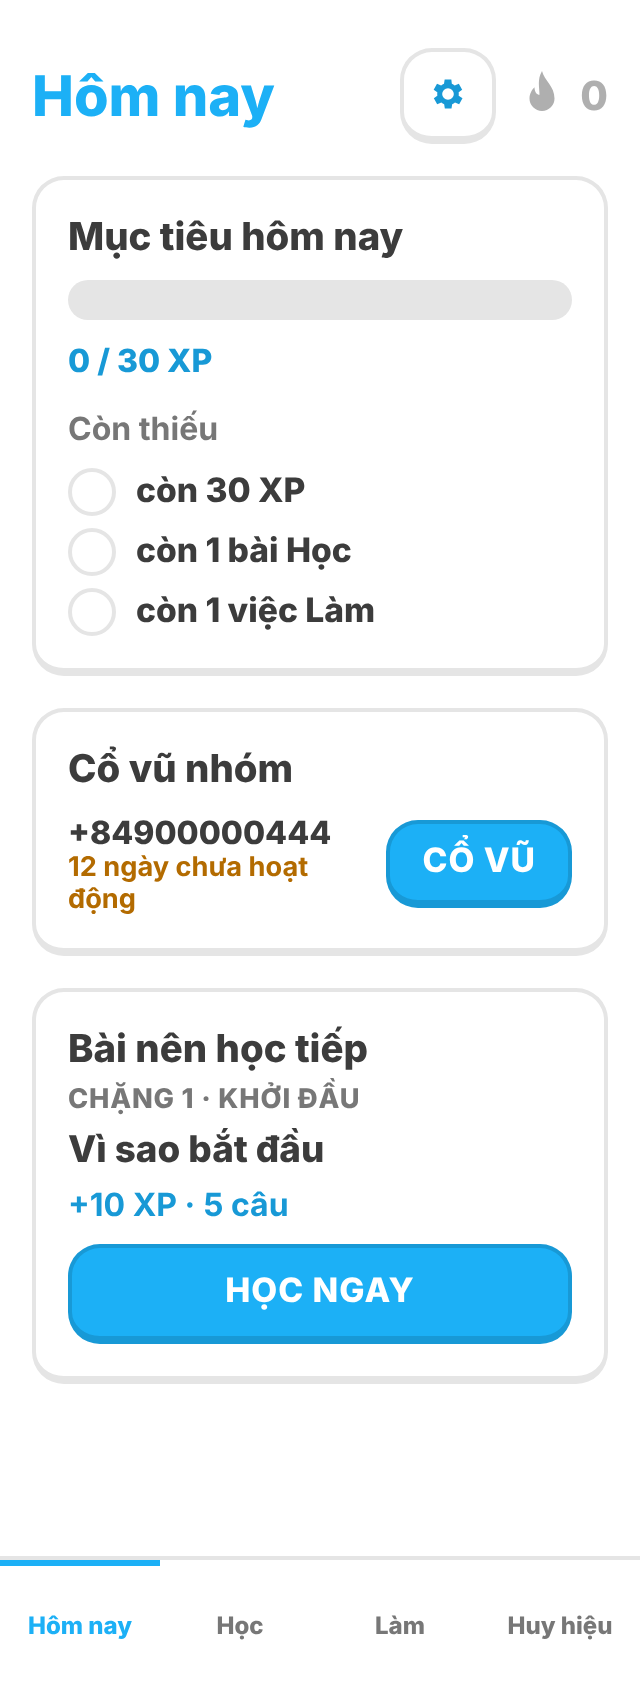 Hôm nay
0
Mục tiêu hôm nay
0 / 30 XP
Còn thiếu
còn 30 XP
còn 1 bài Học
còn 1 việc Làm
Cổ vũ nhóm
+84900000444
12 ngày chưa hoạt
động
CỔ VŨ
Bài nên học tiếp
CHẶNG 1 · KHỞI ĐẦU
Vì sao bắt đầu
+10 XP · 5 câu
HỌC NGAY
Hôm nay
Học
Làm
Huy hiệu